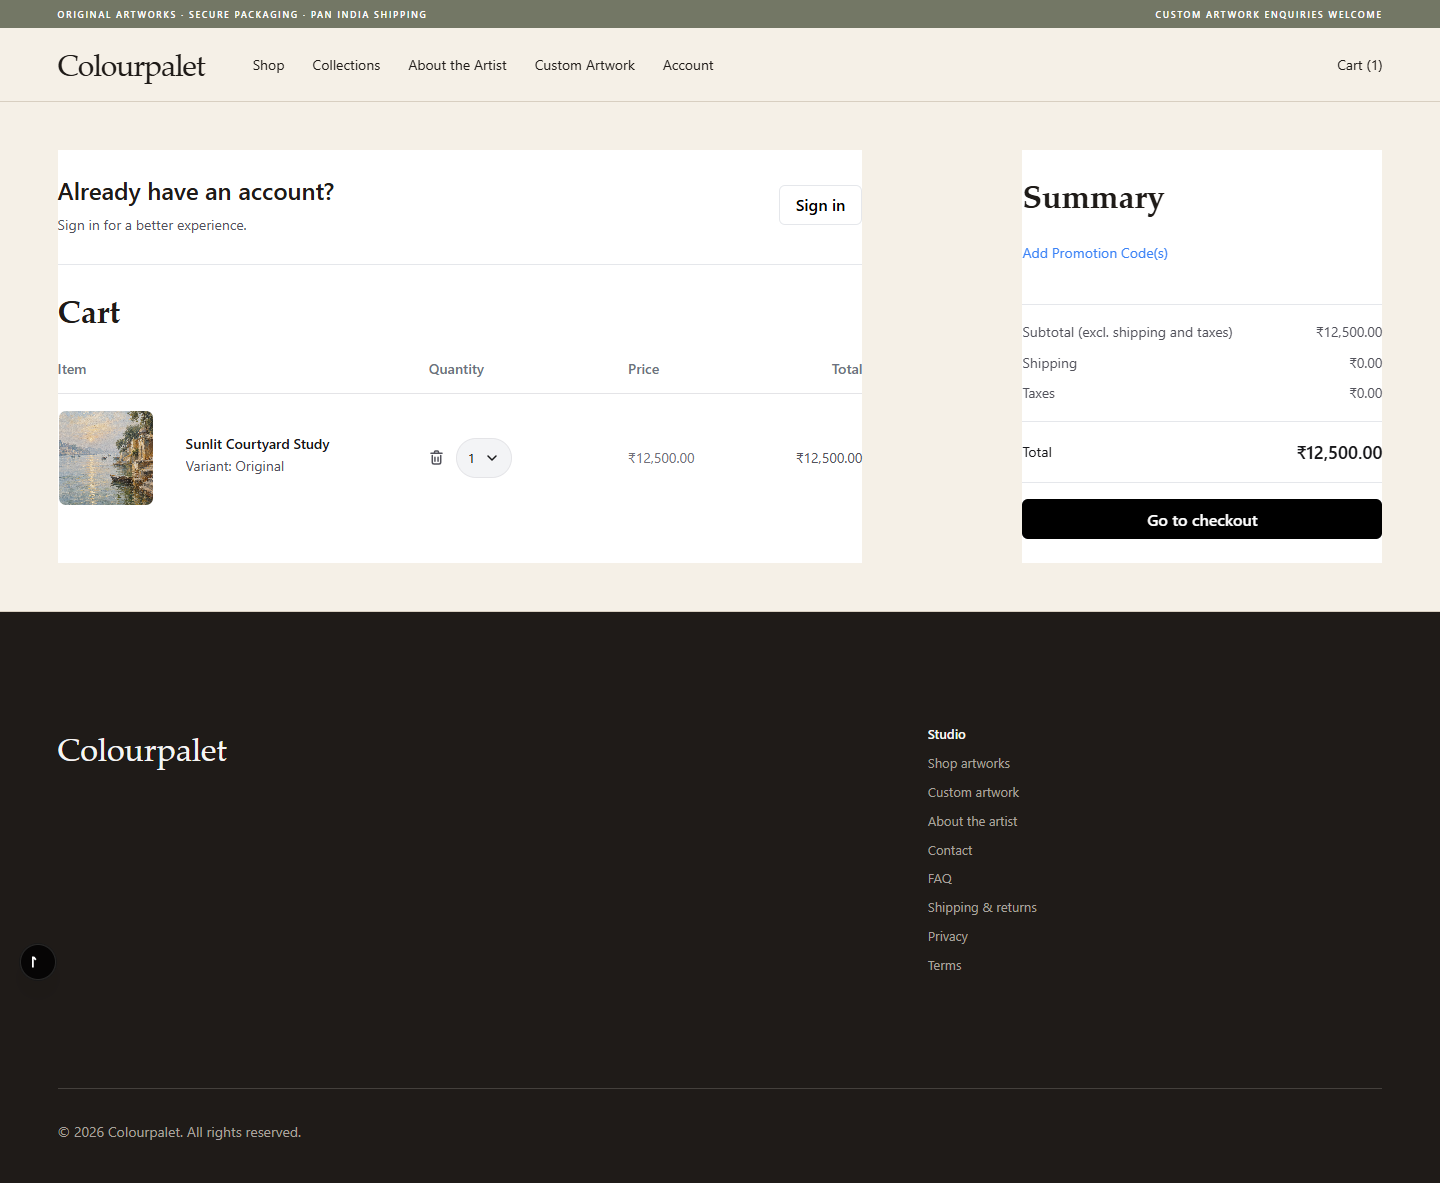 ORIGINAL ARTWORKS · SECURE PACKAGING · PAN INDIA SHIPPING
CUSTOM ARTWORK ENQUIRIES WELCOME
Colourpalet
Shop
Collections
About the Artist
Custom Artwork
Account
Cart (1)
Already have an account?
Sign in for a better experience.
Sign in
Cart
Item
Quantity
Price
Total
Sunlit Courtyard Study
Variant: Original
1
₹12,500.00
₹12,500.00
Summary
Add Promotion Code(s)
Subtotal (excl. shipping and taxes)
₹12,500.00
Shipping
₹0.00
Taxes
₹0.00
Total
₹12,500.00
Go to checkout
Colourpalet
Studio
Shop artworks
Custom artwork
About the artist
Contact
FAQ
Shipping & returns
Privacy
Terms
© 2026 Colourpalet. All rights reserved.